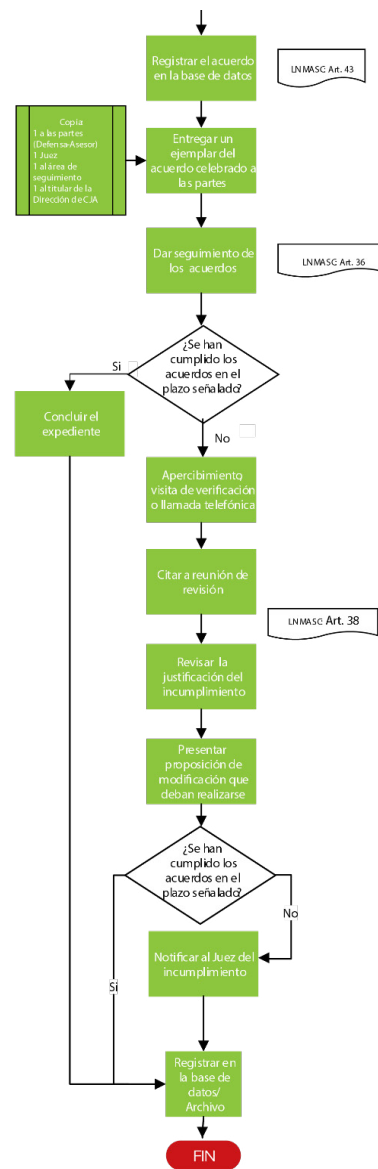 Registrar el acuerdo
en la base de datos
LNMASC Art. 43
Copia
1 a las partes
(Defensa-Asesor)
1 Juez
1 al área de
seguimiento
1 al titular de la
Dirección de CJA
Entregar un
ejemplar del
acuerdo celebrado a
las partes
Dar seguimiento de
los acuerdos
LNMASC Art. 36
¿Se han
cumplido los
acuerdos en el
plazo señalado?
Si
Concluir el
expediente
No
Apercibimiento,
visita de verificación
o llamada telefónica
Citar a reunión de
revisión
LNMASC Art. 38
Revisar la
justificación del
incumplimiento
Presentar
proposición de
modificación que
deban realizarse
¿Se han
cumplido los
acuerdos en el
plazo señalado?
No
Notificar al Juez del
incumplimiento
Si
Registrar en
la base de
datos/
Archivo
FIN